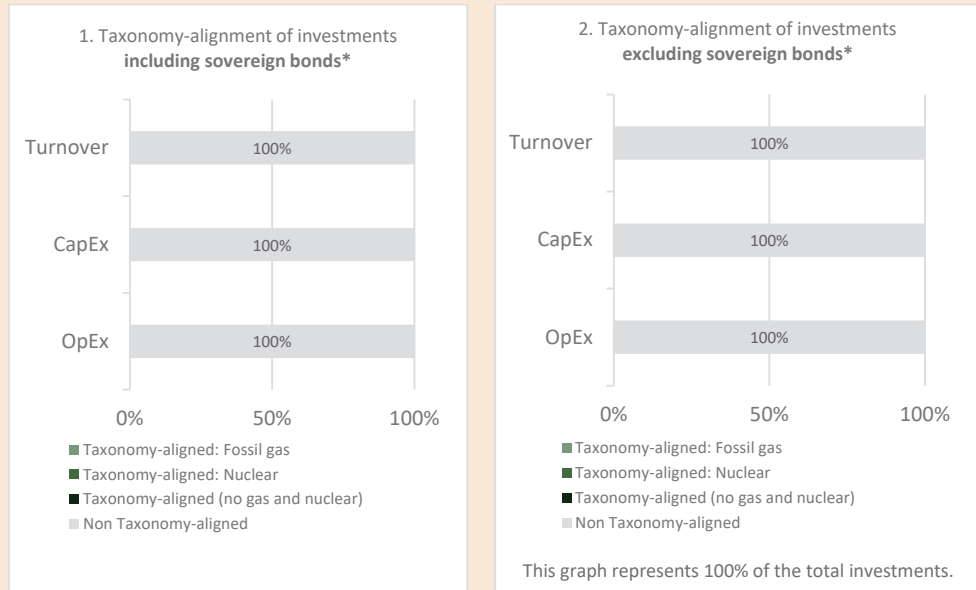 1. Taxonomy-alignment of investments
including sovereign bonds*
Turnover
100%
CapEx
100%
OpEx
100%
0%
50%
100%
Taxonomy-aligned: Fossil gas
Taxonomy-aligned: Nuclear
Taxonomy-aligned (no gas and nuclear)
Non Taxonomy-aligned
2. Taxonomy-alignment of investments
excluding sovereign bonds*
Turnover
100%
CapEx
100%
OpEx
100%
0%
50%
100%
Taxonomy-aligned: Fossil gas
Taxonomy-aligned: Nuclear
Taxonomy-aligned (no gas and nuclear)
Non Taxonomy-aligned
This graph represents 100% of the total investments.